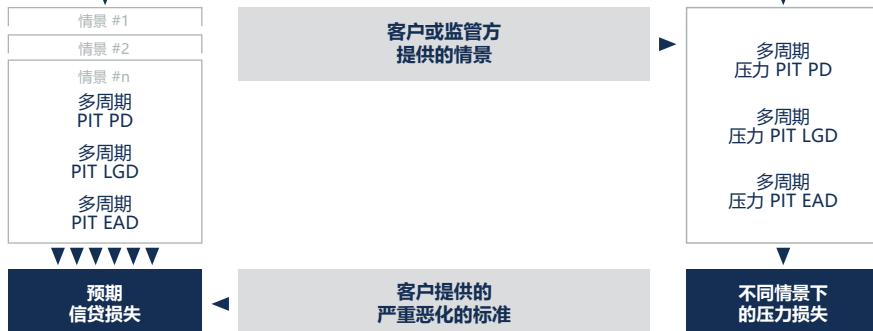 情景 #1
情景 #2
情景 #n
多周期
PIT PD
多周期
PIT LGD
多周期
PIT EAD
客户或监管方
提供的情景
多周期
压力 PIT PD
多周期
压力 PIT LGD
多周期
压力 PIT EAD
预期
信贷损失
客户提供的
严重恶化的标准
不同情景下
的压力损失